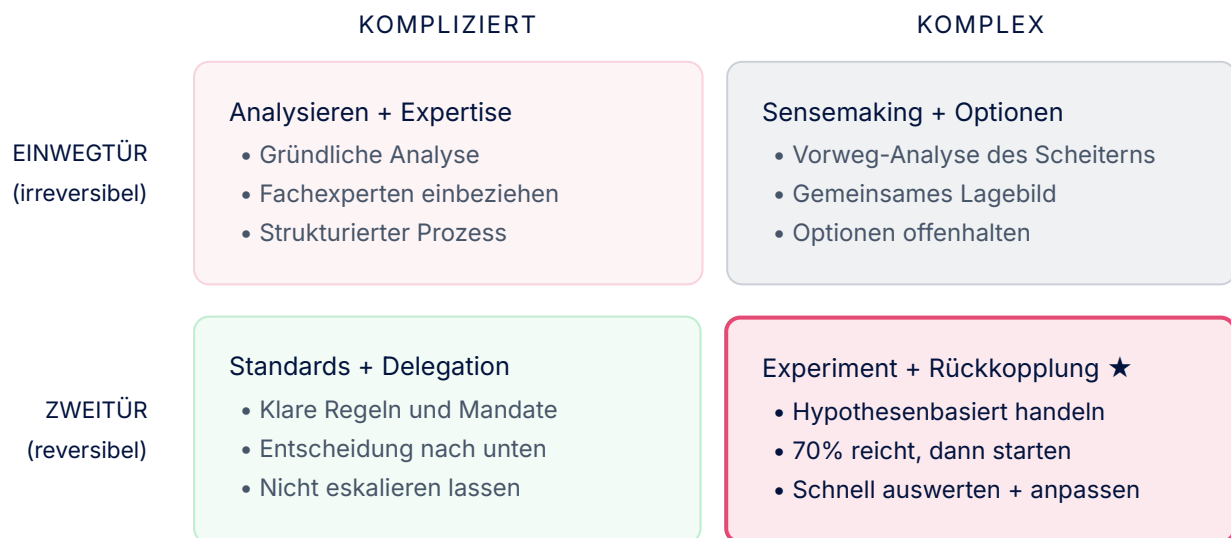 KOMPLIZIERT
KOMPLEX
EINWEGTÜR
(irreversibel)
Analysieren + Expertise
• Gründliche Analyse
• Fachexperten einbeziehen
• Strukturierter Prozess
Sensemaking + Optionen
• Vorweg-Analyse des Scheiterns
• Gemeinsames Lagebild
• Optionen offenhalten
ZWEITÜR
(reversibel)
Standards + Delegation
• Klare Regeln und Mandate
• Entscheidung nach unten
• Nicht eskalieren lassen
Experiment + Rückkopplung ★
• Hypothesenbasiert handeln
• 70% reicht, dann starten
• Schnell auswerten + anpassen